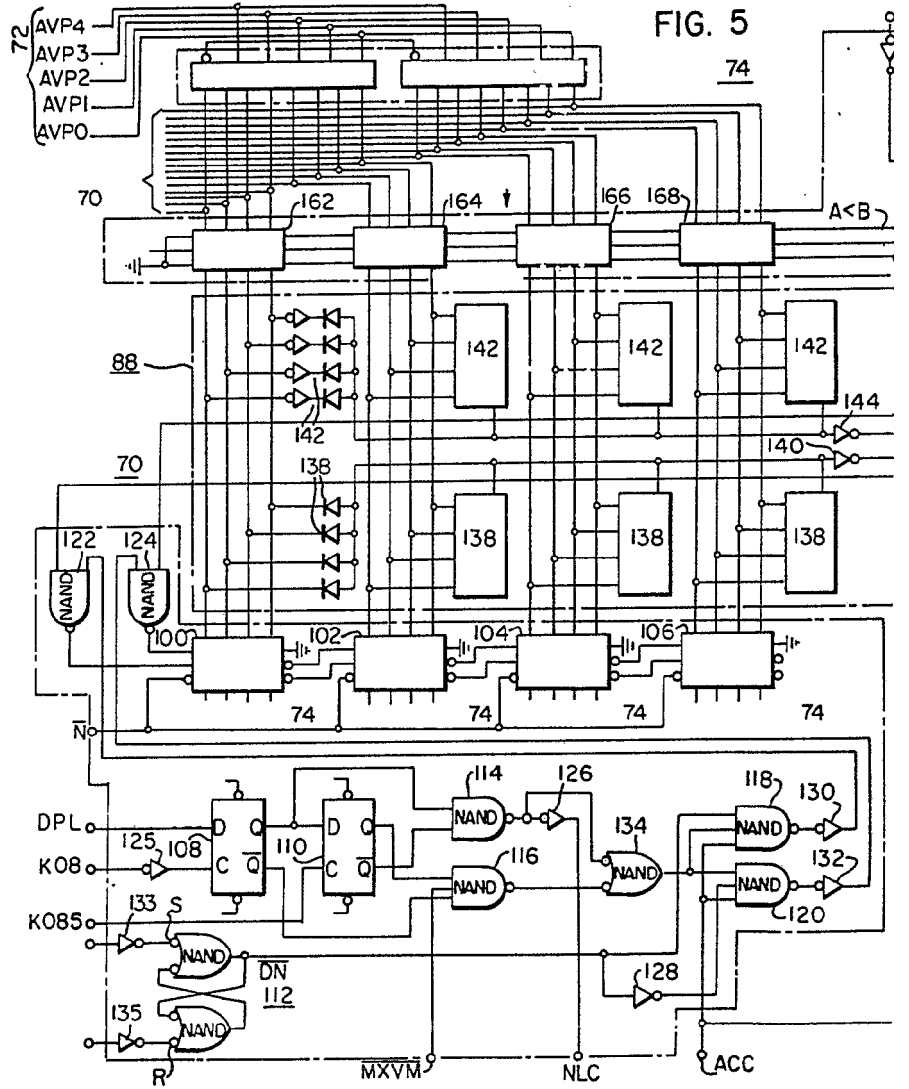 FIG. 5
72
AVP4
AVP3
AVP2
AVP1
AVP0
74
70
162
164
166
168
A<B
88
142
142
142
142
144
140
70
138
138
138
138
122
124
NAND
NAND
100
102
104
106
74
74
74
74
N̅
114
126
118
130
DPL
D Q
D Q
NAND
134
NAND
125
108
110
116
132
K08
C Q̅
C Q̅
NAND
NAND
NAND
120
K085
133
S
NAND
D̅N̅
112
128
135
NAND
R
M̅X̅V̅M̅
NLC
ACC